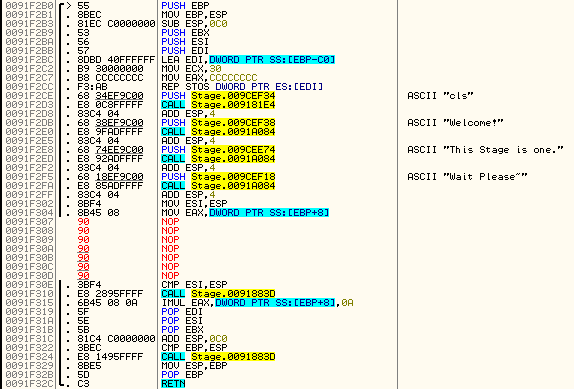 0091F2B0 > 55 PUSH EBP
0091F2B1 . 8BEC MOV EBP,ESP
0091F2B3 . 81EC C0000000 SUB ESP,0C0
0091F2B9 . 53 PUSH EBX
0091F2BA . 56 PUSH ESI
0091F2BB . 57 PUSH EDI
0091F2BC . 8DBD 40FFFFFF LEA EDI,DWORD PTR SS:[EBP-C0]
0091F2C2 . B9 30000000 MOV ECX,30
0091F2C7 . B8 CCCCCCCC MOV EAX,CCCCCCCC
0091F2CC . F3:AB REP STOS DWORD PTR ES:[EDI]
0091F2CE . 68 34EF9C00 PUSH Stage.009CEF34 ASCII "cls"
0091F2D3 . E8 0C8FFFFF CALL Stage.009181E4
0091F2D8 . 83C4 04 ADD ESP,4
0091F2DB . 68 38EF9C00 PUSH Stage.009CEF38 ASCII "Welcome!"
0091F2E0 . E8 9FADFFFF CALL Stage.0091A084
0091F2E5 . 83C4 04 ADD ESP,4
0091F2E8 . 68 74EE9C00 PUSH Stage.009CEE74 ASCII "This Stage is one."
0091F2ED . E8 92ADFFFF CALL Stage.0091A084
0091F2F2 . 83C4 04 ADD ESP,4
0091F2F5 . 68 18EF9C00 PUSH Stage.009CEF18 ASCII "Wait Please~"
0091F2FA . E8 85ADFFFF CALL Stage.0091A084
0091F2FF . 83C4 04 ADD ESP,4
0091F302 . 8BF4 MOV ESI,ESP
0091F304 . 8B45 08 MOV EAX,DWORD PTR SS:[EBP+8]
0091F307 90 NOP
0091F308 90 NOP
0091F309 90 NOP
0091F30A 90 NOP
0091F30B 90 NOP
0091F30C 90 NOP
0091F30D 90 NOP
0091F30E . 3BF4 CMP ESI,ESP
0091F310 . E8 2895FFFF CALL Stage.0091883D
0091F315 . 6B45 08 0A IMUL EAX,DWORD PTR SS:[EBP+8],0A
0091F319 . 5F POP EDI
0091F31A . 5E POP ESI
0091F31B . 5B POP EBX
0091F31C . 81C4 C0000000 ADD ESP,0C0
0091F322 . 3BEC CMP EBP,ESP
0091F324 . E8 1495FFFF CALL Stage.0091883D
0091F329 . 8BE5 MOV ESP,EBP
0091F32B . 5D POP EBP
0091F32C . C3 RETN